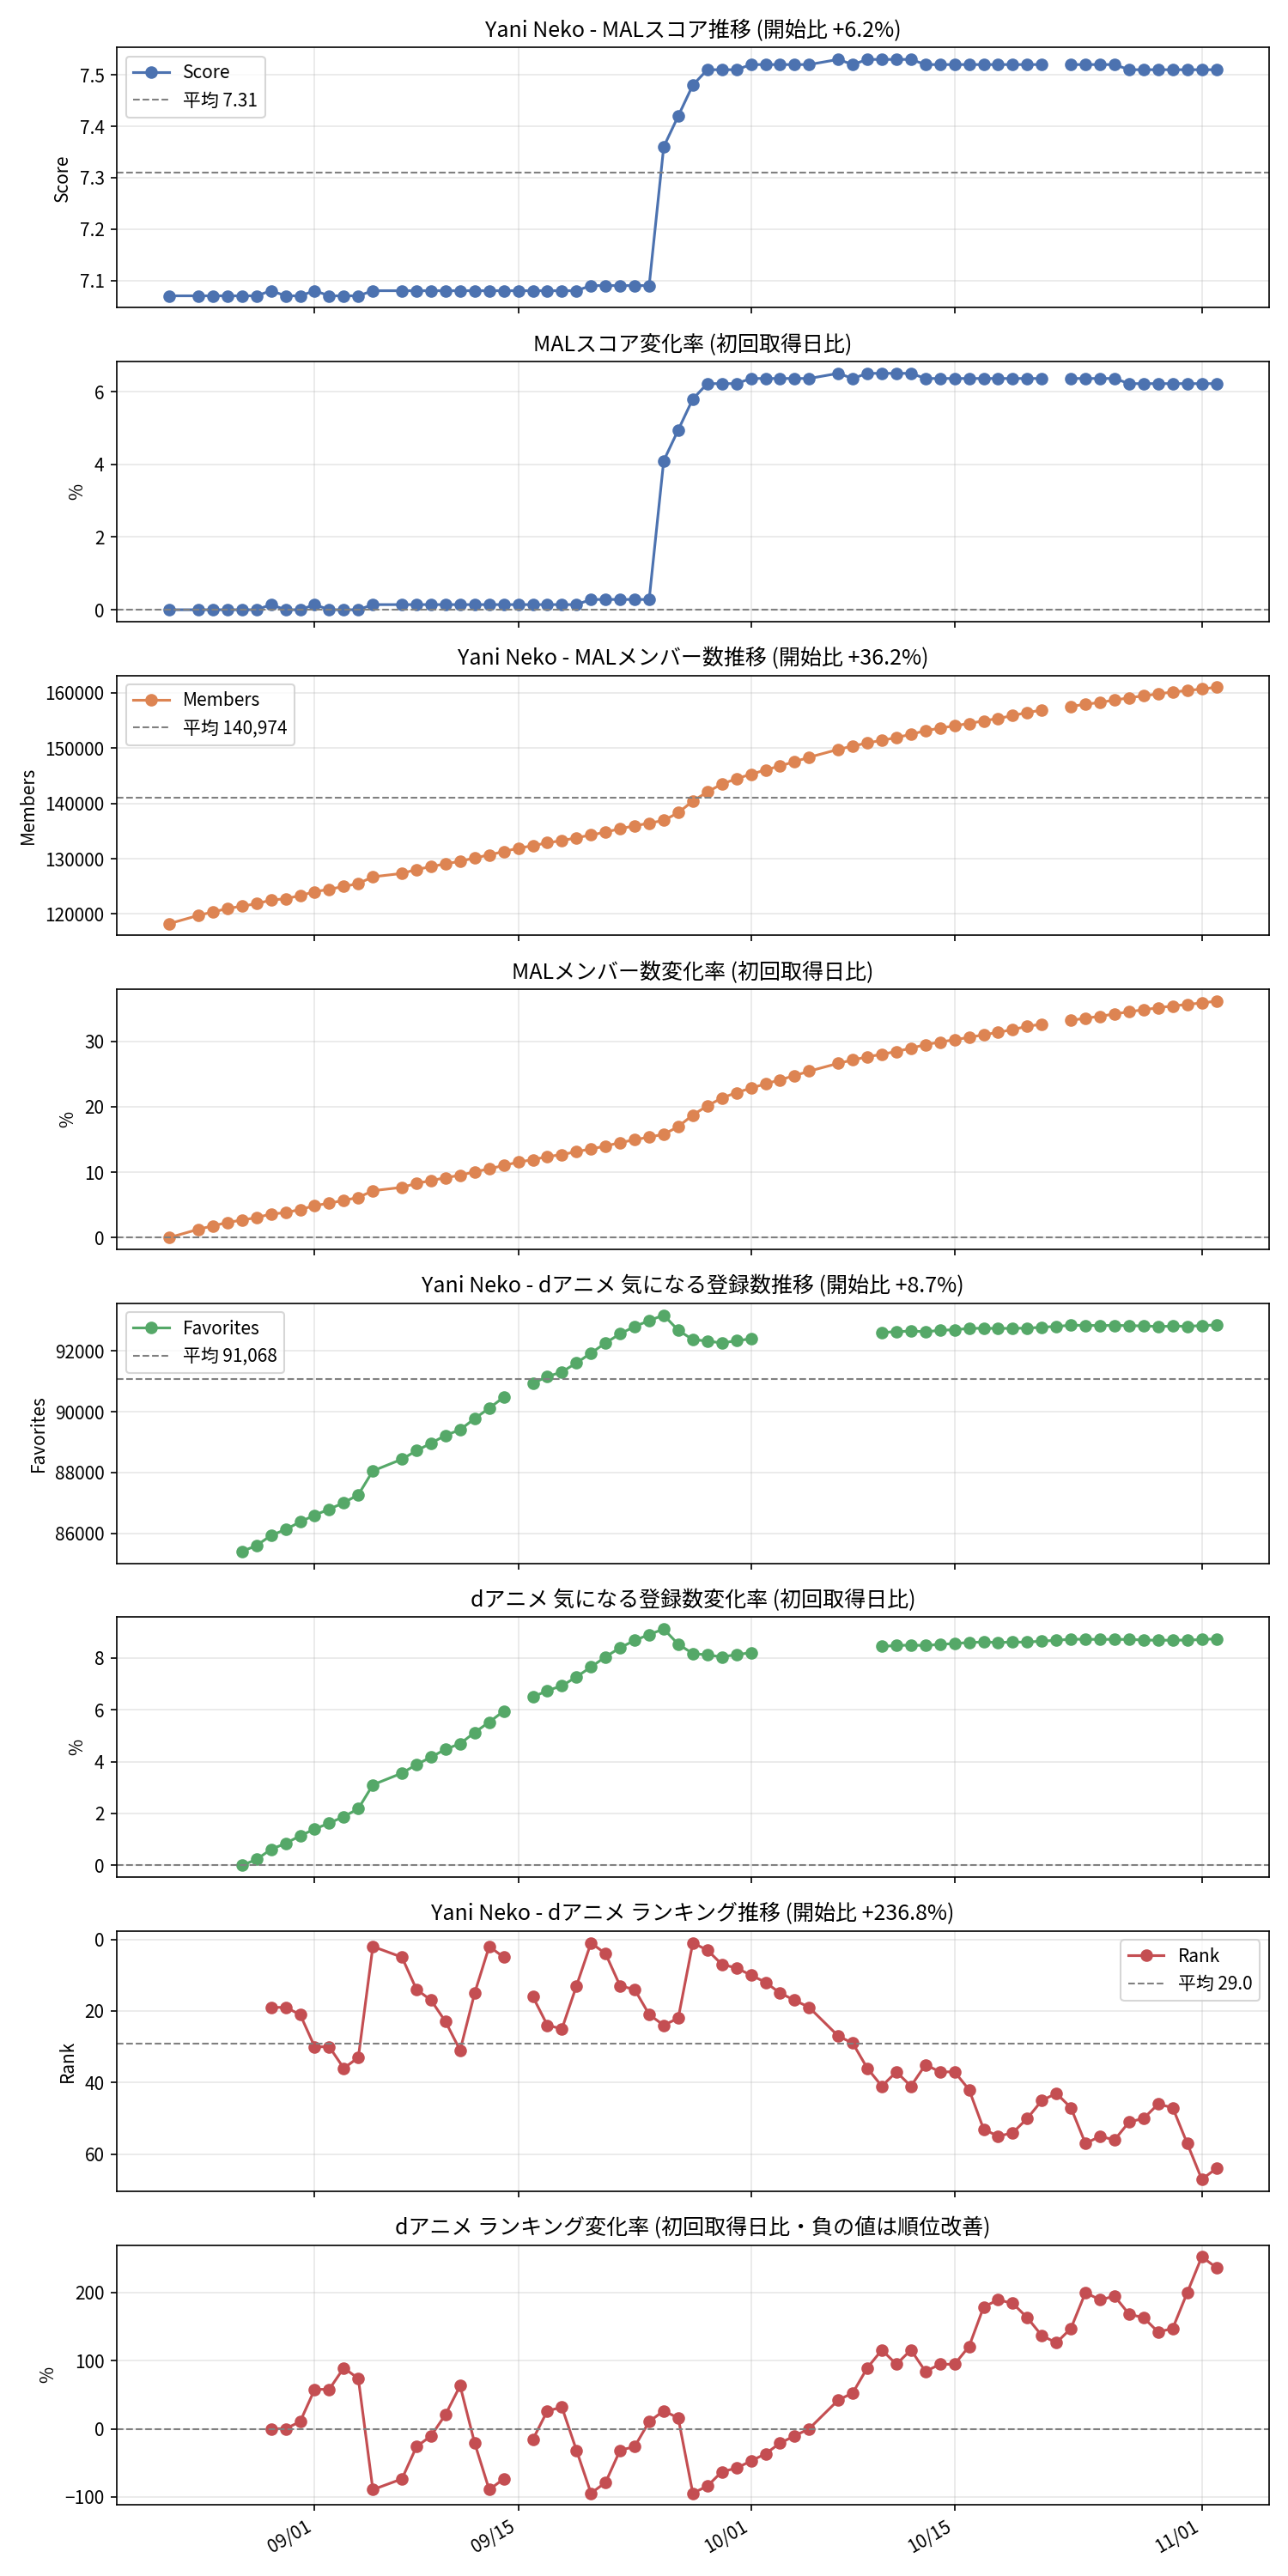 Yani Neko - MALスコア推移 (開始比 +6.2%)
Score
7.5
7.4
7.3
7.2
7.1
Score
平均 7.31
MALスコア変化率 (初回取得日比)
%
6
4
2
0
Yani Neko - MALメンバー数推移 (開始比 +36.2%)
Members
160000
150000
140000
130000
120000
Members
平均 140,974
MALメンバー数変化率 (初回取得日比)
%
30
20
10
0
Yani Neko - dアニメ 気になる登録数推移 (開始比 +8.7%)
Favorites
92000
90000
88000
86000
Favorites
平均 91,068
dアニメ 気になる登録数変化率 (初回取得日比)
%
8
6
4
2
0
Yani Neko - dアニメ ランキング推移 (開始比 +236.8%)
Rank
0
20
40
60
Rank
平均 29.0
dアニメ ランキング変化率 (初回取得日比・負の値は順位改善)
%
200
100
0
−100
09/01
09/15
10/01
10/15
11/01